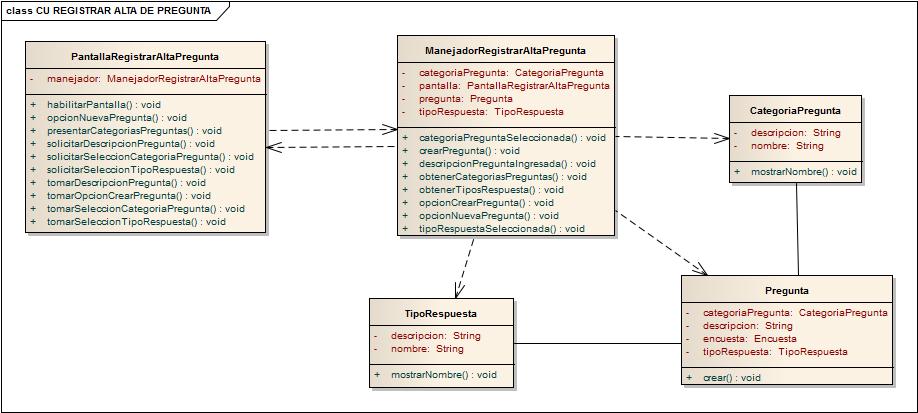 class CU REGISTRAR ALTA DE PREGUNTA
PantallaRegistrarAltaPregunta
- manejador: ManejadorRegistrarAltaPregunta
+ habilitarPantalla() : void
+ opcionNuevaPregunta() : void
+ presentarCategoriasPreguntas() : void
+ solicitarDescripcionPregunta() : void
+ solicitarSeleccionCategoriaPregunta() : void
+ solicitarSeleccionTipoRespuesta() : void
+ tomarDescripcionPregunta() : void
+ tomarOpcionCrearPregunta() : void
+ tomarSeleccionCategoriaPregunta() : void
+ tomarSeleccionTipoRespuesta() : void
ManejadorRegistrarAltaPregunta
- categoriaPregunta: CategoriaPregunta
- pantalla: PantallaRegistrarAltaPregunta
- pregunta: Pregunta
- tipoRespuesta: TipoRespuesta
+ categoriaPreguntaSeleccionada() : void
+ crearPregunta() : void
+ descripcionPreguntaIngresada() : void
+ obtenerCategoriasPreguntas() : void
+ obtenerTiposRespuesta() : void
+ opcionCrearPregunta() : void
+ opcionNuevaPregunta() : void
+ tipoRespuestaSeleccionada() : void
CategoriaPregunta
- descripcion: String
- nombre: String
+ mostrarNombre() : void
TipoRespuesta
- descripcion: String
- nombre: String
+ mostrarNombre() : void
Pregunta
- categoriaPregunta: CategoriaPregunta
- descripcion: String
- encuesta: Encuesta
- tipoRespuesta: TipoRespuesta
+ crear() : void